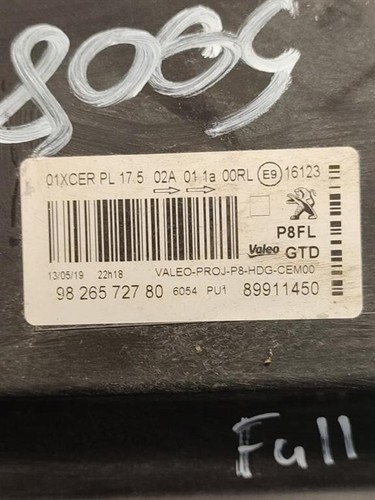 806G
01XCER PL 17.5 02A 01 1a 00RL E9 16123
P8FL
Valeo GTD
13/05/19 22h18 VALEO-PROJ-P8-HDG-CEM00
98 265 727 80 6054 PU1 89911450
Full